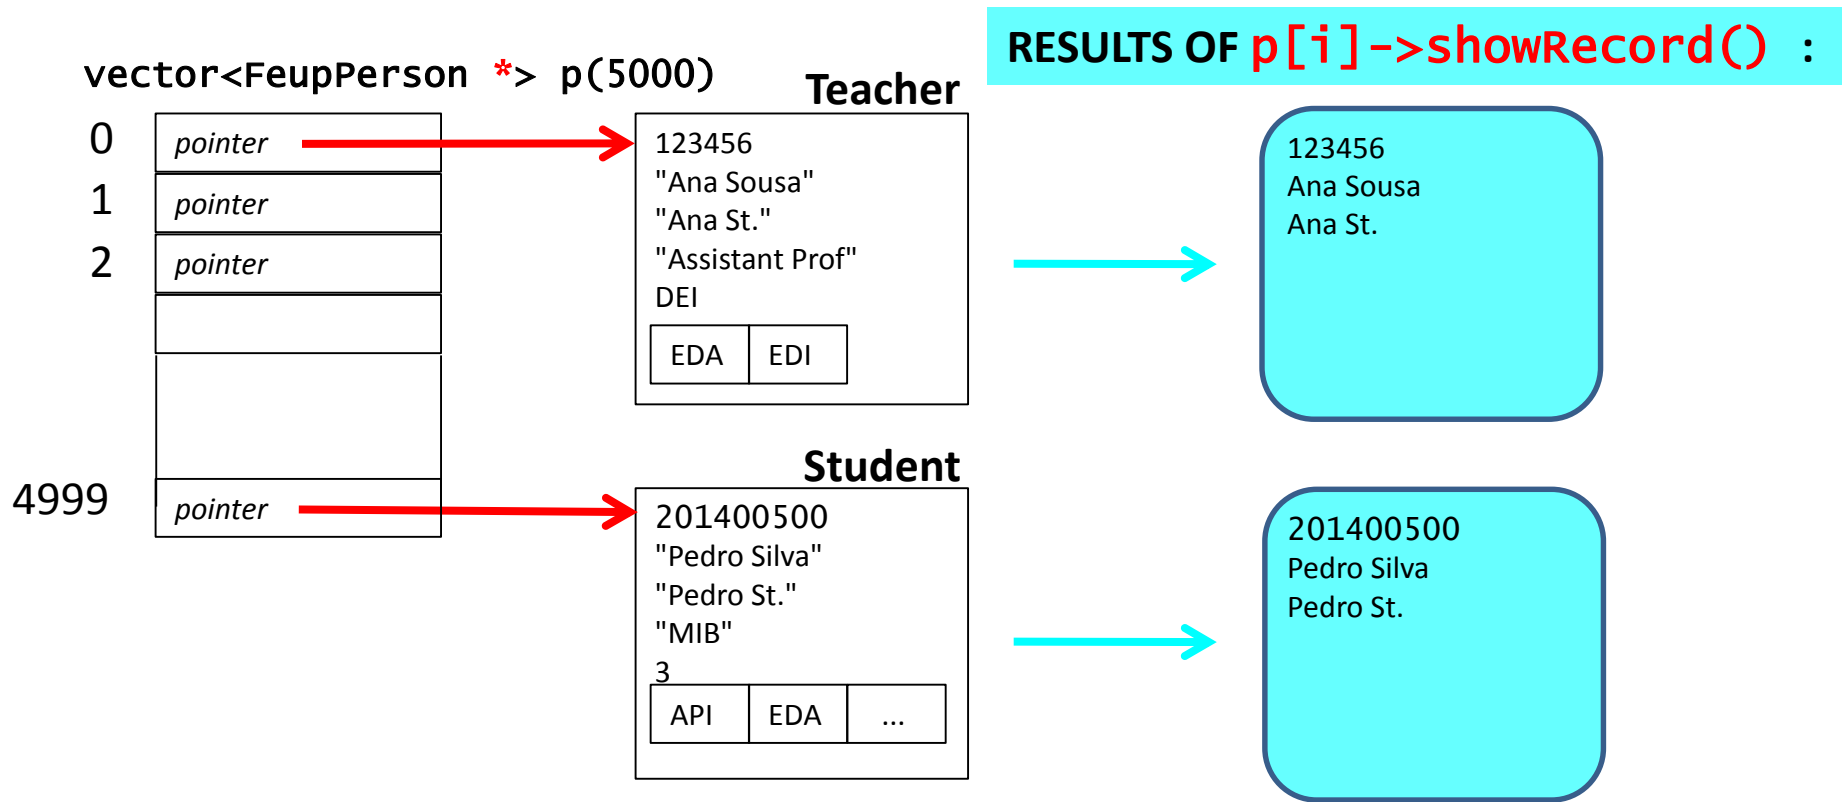 RESULTS OF p[i]->showRecord() :
vector<FeupPerson *> p(5000)
0 pointer
1 pointer
2 pointer
4999 pointer
Teacher
123456
"Ana Sousa"
"Ana St."
"Assistant Prof"
DEI
EDA EDI
123456
Ana Sousa
Ana St.
Student
201400500
"Pedro Silva"
"Pedro St."
"MIB"
3
API EDA ...
201400500
Pedro Silva
Pedro St.